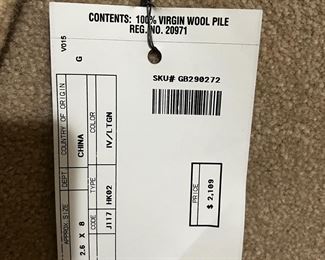 CONTENTS: 100% VIRGIN WOOL PILE
REG. NO. 20971
V015
G
SKU# GB290272
COUNTRY OF ORIGIN
CHINA
COLOR
IV/LTGN
DEPT
TYPE
HK02
APPROX SIZE
2.6 X 8
CODE
J117
PRICE
$ 2,109